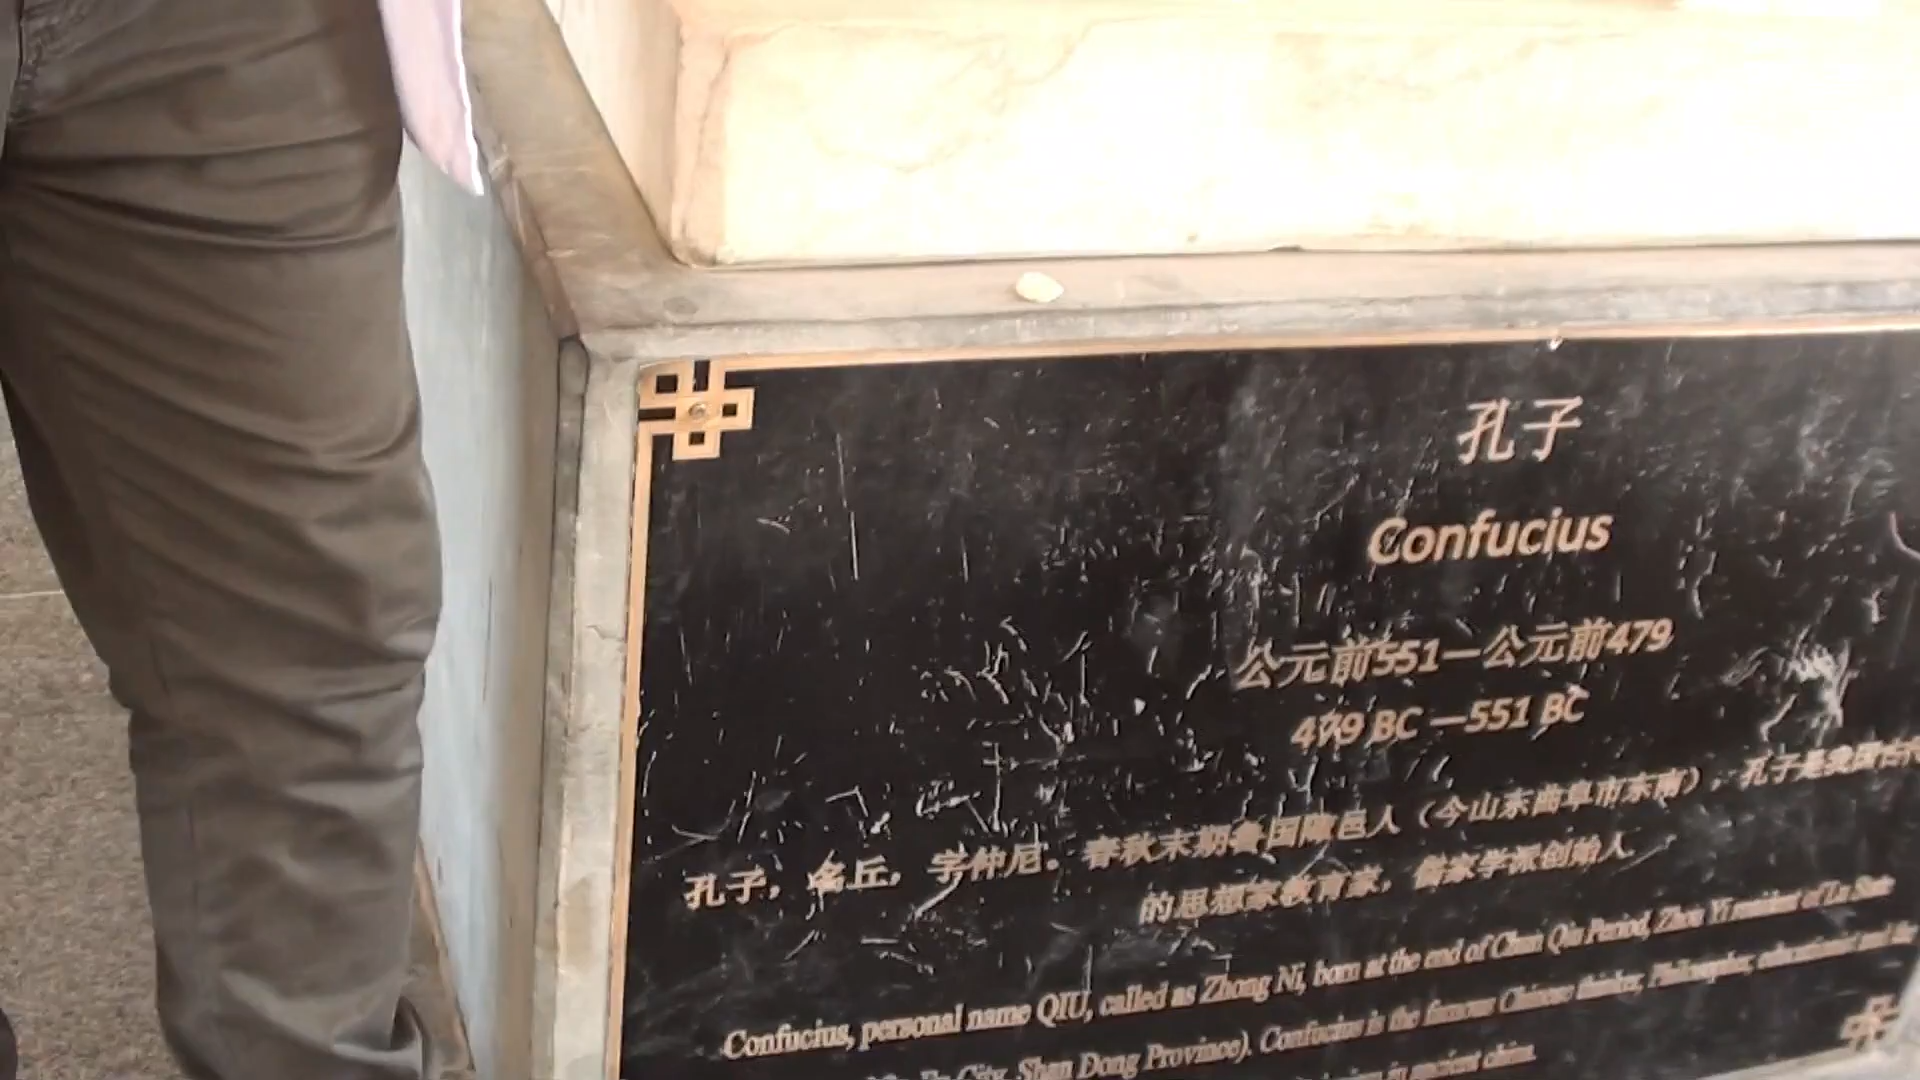 孔子
Confucius
公元前551—公元前479
479 BC —551 BC
孔子，名丘，字仲尼。春秋末期鲁国陬邑人（今山东曲阜市东南），孔子是我国古代
的思想家教育家，儒家学派创始人
Confucius, personal name QIU, called as Zhong Ni, born at the end of Chun Qiu Period, Zhou Yi resident of Lu State
Fu City, Shan Dong Province). Confucius is the famous Chinese thinker, Philosopher, educationist and the
in ancient china.